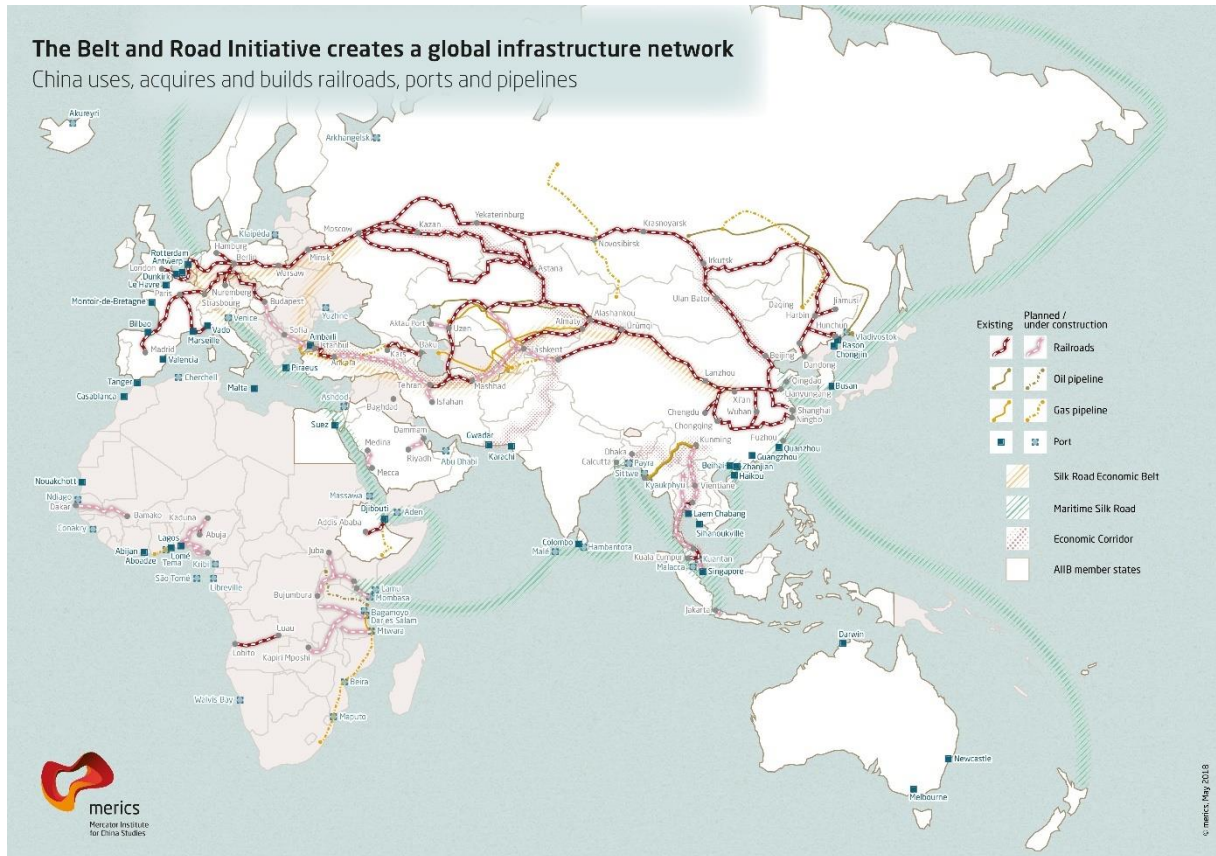 The Belt and Road Initiative creates a global infrastructure network
China uses, acquires and builds railroads, ports and pipelines
Akureyri
Arkhangelsk
Yekaterinburg
Krasnoyarsk
Kazan
Moscow
Novosibirsk
Klaipeda
Hamburg
Rotterdam
Antwerp
Berlin
Minsk
Irkutsk
London
Warsaw
Astana
Dunkirk
Le Havre
Nuremberg
Paris
Strasbourg
Budapest
Ulan Bator
Daqing
Jiamusi
Montoir-de-Bretagne
Venice
Yuzhne
Alashankou
Harbin
Aktau Port
Almaty
Ürümqi
Hunchun
Uzen
Vladivostok
Bilbao
Vado
Sofia
Ambarli
Istanbul
Baku
Tashkent
Rason
Chongjin
Marseille
Kars
Madrid
Ankara
Beijing
Dandong
Valencia
Piraeus
Lanzhou
Tanger
Cherchell
Malta
Tehran
Mashhad
Qingdao
Busan
Casablanca
Ashdod
Isfahan
Xi'an
Lianyungang
Baghdad
Chengdu
Wuhan
Shanghai
Suez
Chongqing
Ningbo
Dammam
Gwadar
Medina
Kunming
Fuzhou
Karachi
Quanzhou
Riyadh
Abu Dhabi
Dhaka
Guangzhou
Mecca
Calcutta
Payra
Beihai
Zhanjian
Sittwe
Haikou
Nouakchott
Kyaukphyu
Vientiane
Ndiago
Massawa
Dakar
Aden
Djibouti
Laem Chabang
Bamako
Kaduna
Addis Ababa
Sihanoukville
Conakry
Abuja
Lagos
Colombo
Hambantota
Abijan
Lomé
Juba
Malé
Kuala Lumpur
Kuantan
Aboadze
Tema
Kribi
Malacca
Singapore
São Tomé
Libreville
Lamu
Bujumbura
Mombasa
Bagamoyo
Jakarta
Dar es Salam
Luau
Mtwara
Darwin
Lobito
Kapiri Mposhi
Beira
Walvis Bay
Maputo
Newcastle
Melbourne
Existing
Planned /
under construction
Railroads
Oil pipeline
Gas pipeline
Port
Silk Road Economic Belt
Maritime Silk Road
Economic Corridor
AIIB member states
merics
Mercator Institute
for China Studies
© merics, May 2018